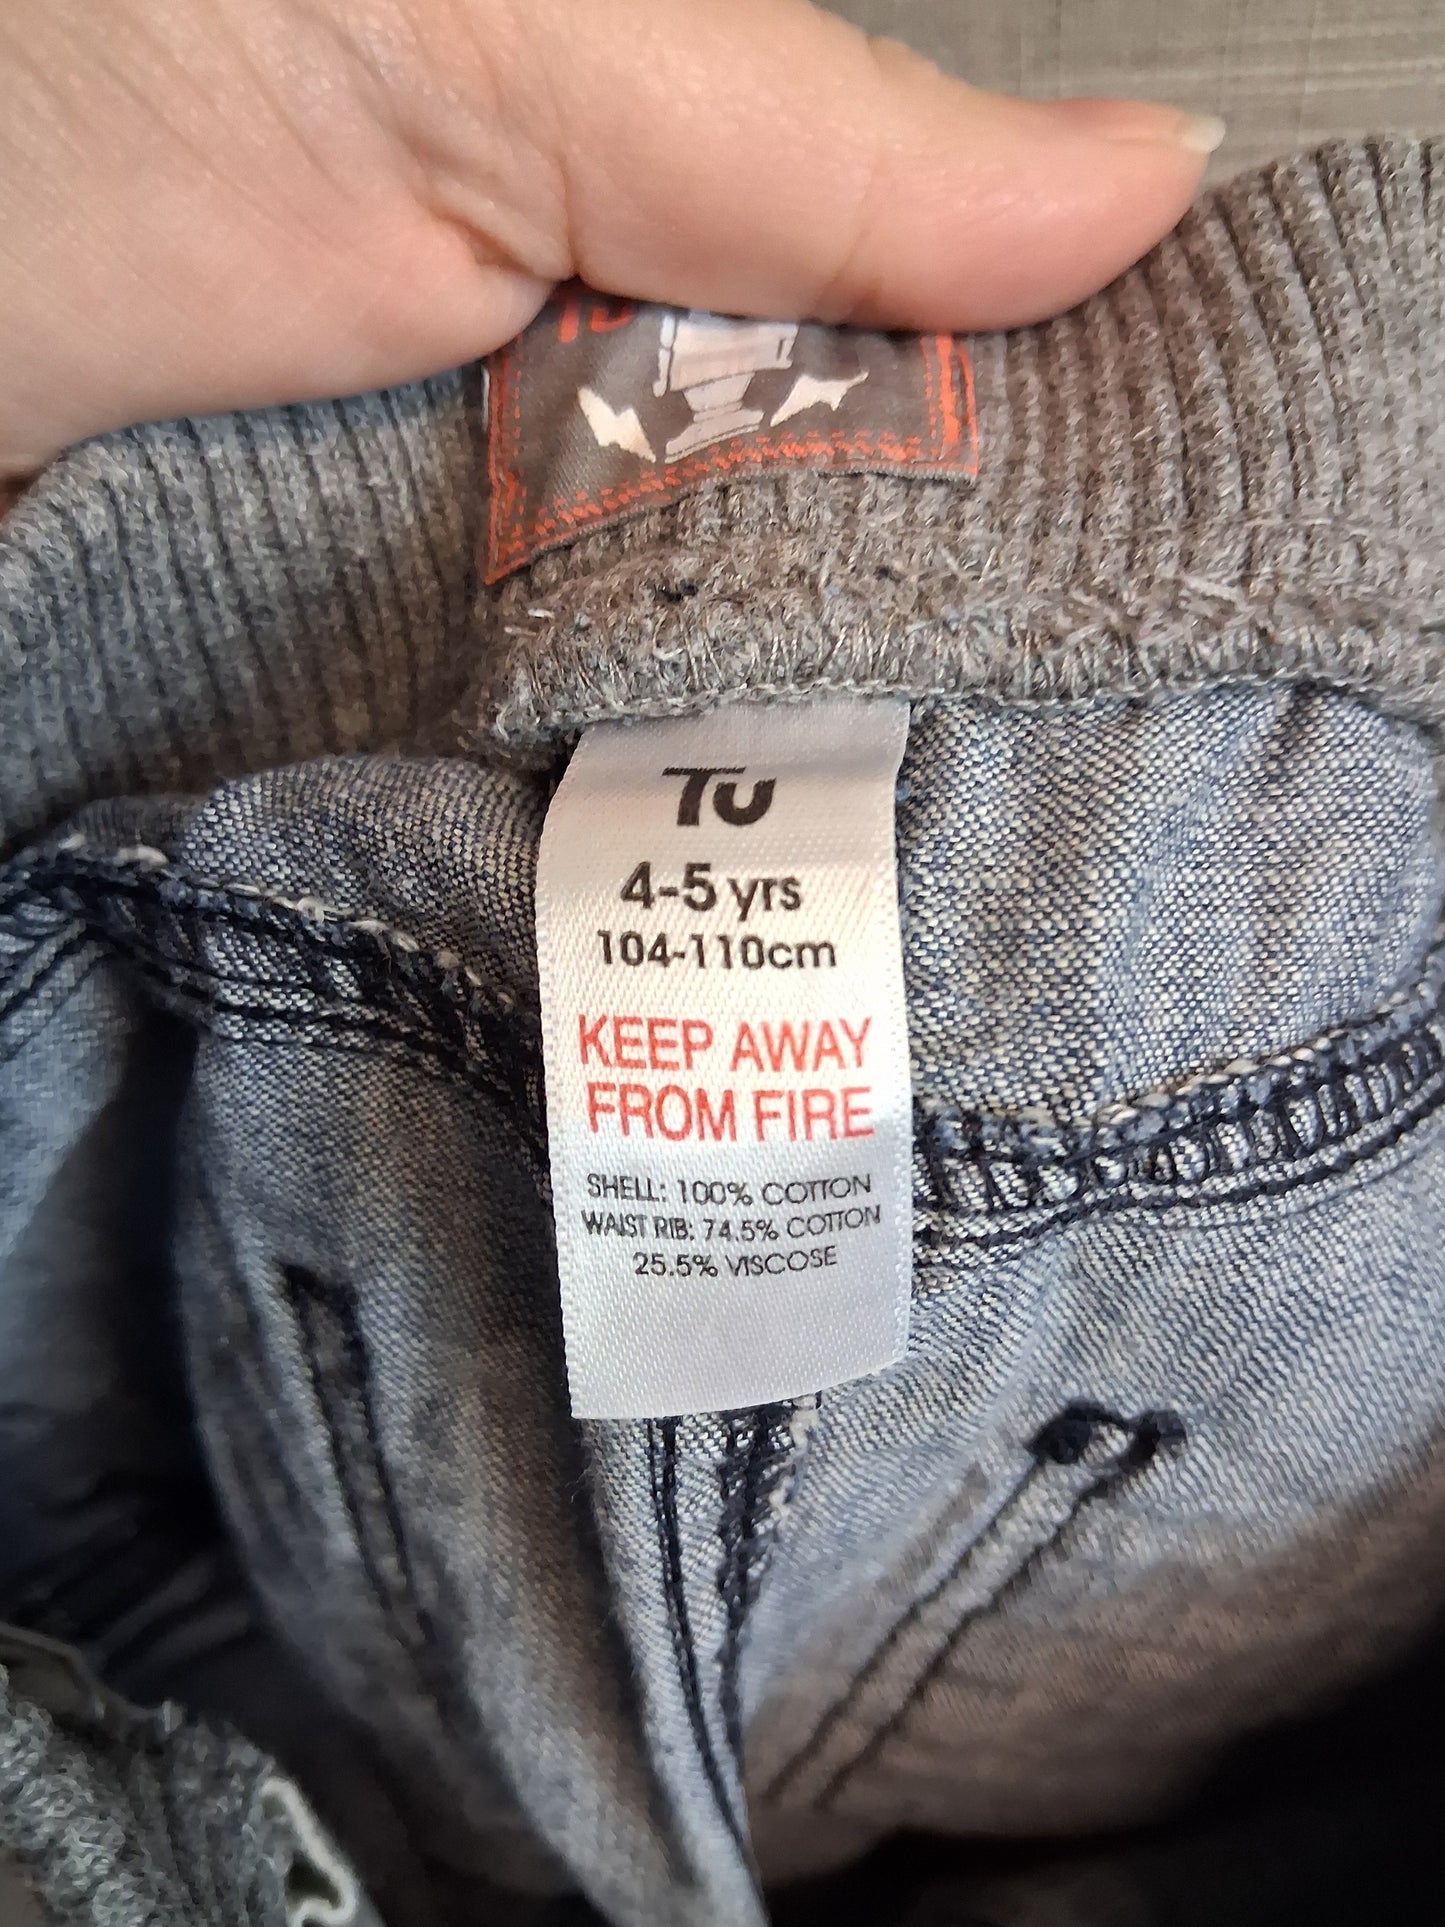 TU
4-5 yrs
104-110cm
KEEP AWAY
FROM FIRE
SHELL: 100% COTTON
WAIST RIB: 74.5% COTTON
25.5% VISCOSE